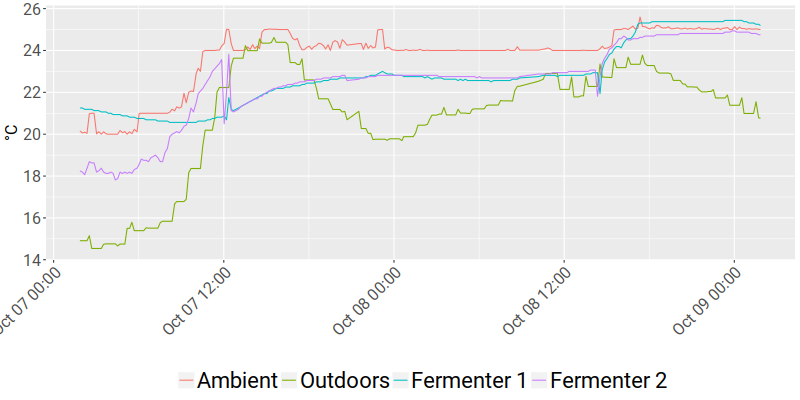 26
24
22
20
18
16
14
°C
Oct 07 00:00
Oct 07 12:00
Oct 08 00:00
Oct 08 12:00
Oct 09 00:00
Ambient Outdoors Fermenter 1 Fermenter 2